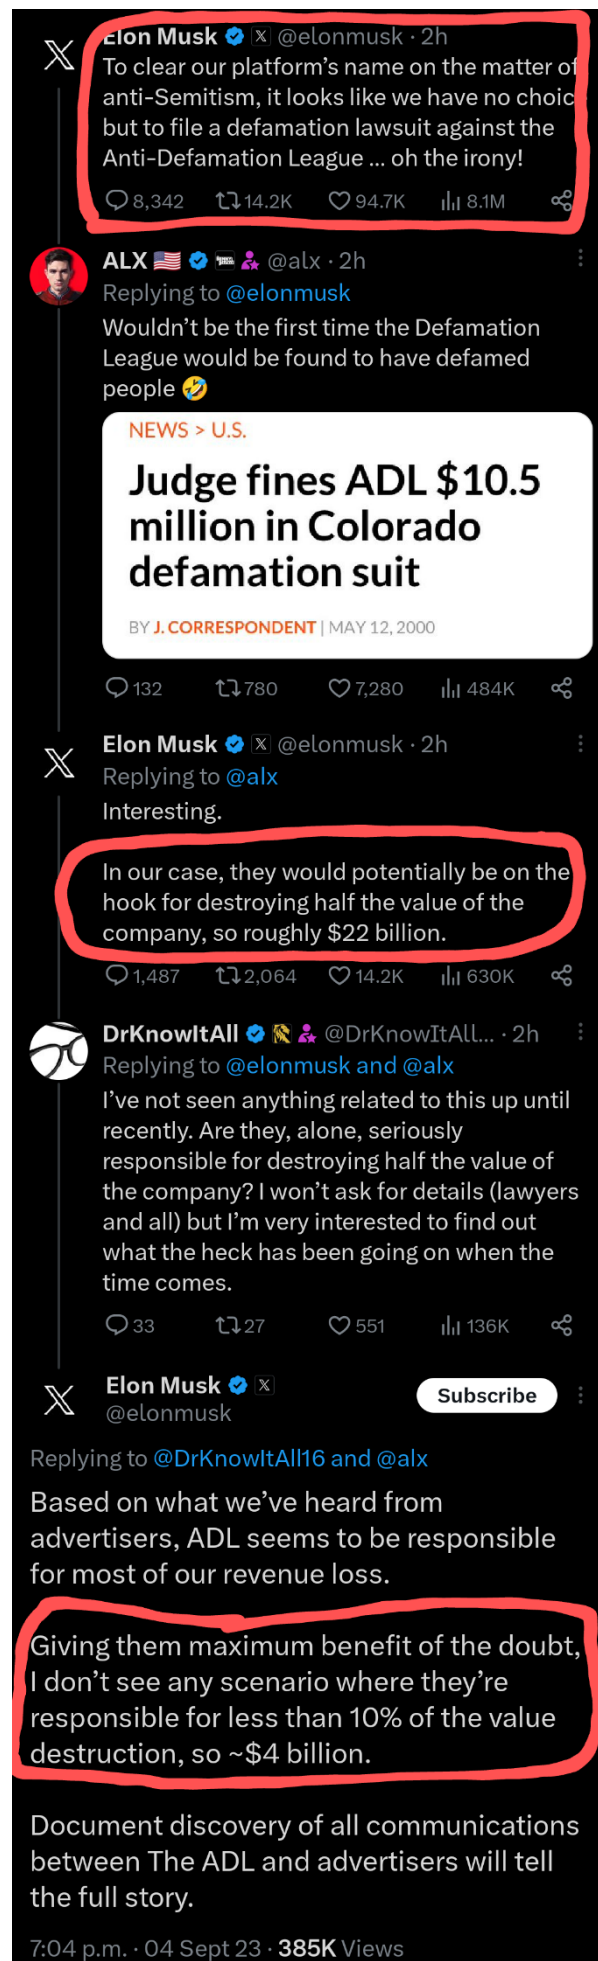 Elon Musk @elonmusk · 2h
To clear our platform's name on the matter of
anti-Semitism, it looks like we have no choic
but to file a defamation lawsuit against the
Anti-Defamation League ... oh the irony!
8,342 14.2K 94.7K 8.1M
ALX 🇺🇸 @alx · 2h
Replying to @elonmusk
Wouldn't be the first time the Defamation
League would be found to have defamed
people 🤣
NEWS > U.S.
Judge fines ADL $10.5
million in Colorado
defamation suit
BY J. CORRESPONDENT | MAY 12, 2000
132 780 7,280 484K
Elon Musk @elonmusk · 2h
Replying to @alx
Interesting.
In our case, they would potentially be on the
hook for destroying half the value of the
company, so roughly $22 billion.
1,487 2,064 14.2K 630K
DrKnowItAll @DrKnowItAll... · 2h
Replying to @elonmusk and @alx
I've not seen anything related to this up until
recently. Are they, alone, seriously
responsible for destroying half the value of
the company? I won't ask for details (lawyers
and all) but I'm very interested to find out
what the heck has been going on when the
time comes.
33 27 551 136K
Elon Musk
Subscribe
@elonmusk
Replying to @DrKnowItAll16 and @alx
Based on what we've heard from
advertisers, ADL seems to be responsible
for most of our revenue loss.
Giving them maximum benefit of the doubt,
I don't see any scenario where they're
responsible for less than 10% of the value
destruction, so ~$4 billion.
Document discovery of all communications
between The ADL and advertisers will tell
the full story.
7:04 p.m. · 04 Sept 23 · 385K Views